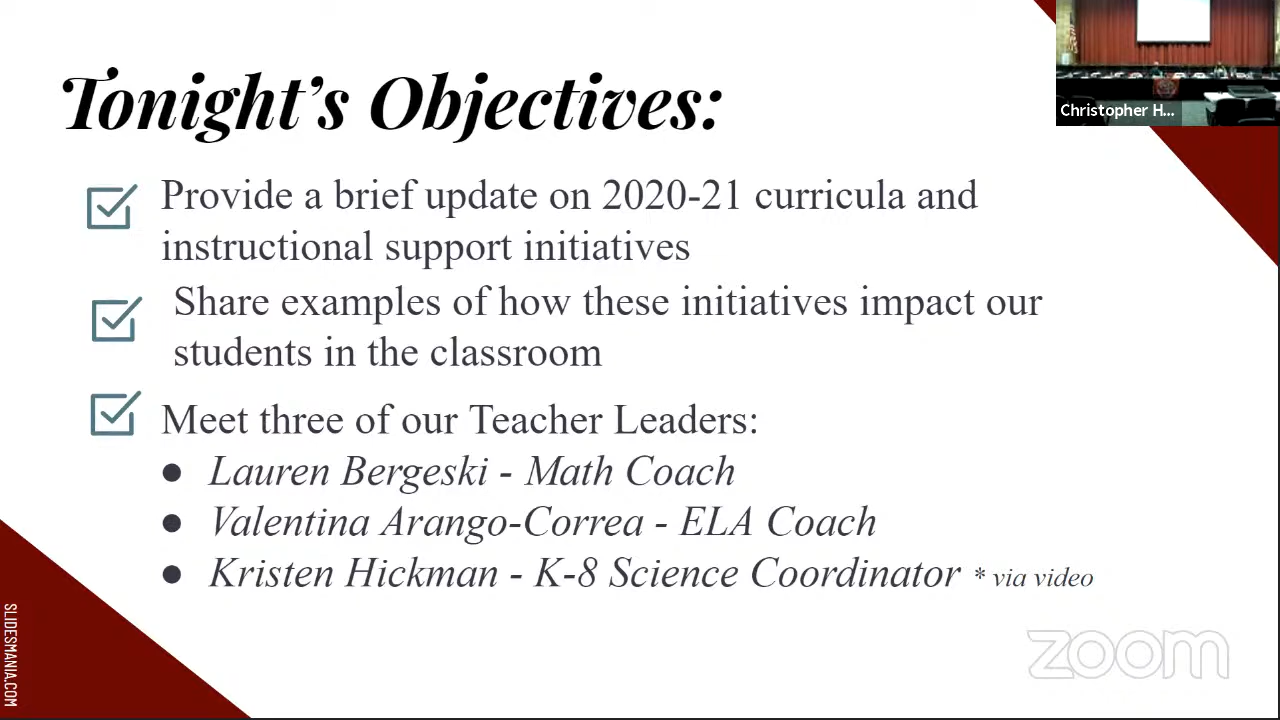 Tonight's Objectives:
Christopher H...
Provide a brief update on 2020-21 curricula and
instructional support initiatives
Share examples of how these initiatives impact our
students in the classroom
Meet three of our Teacher Leaders:
● Lauren Bergeski - Math Coach
● Valentina Arango-Correa - ELA Coach
● Kristen Hickman - K-8 Science Coordinator * via video
SLIDESMANIA.COM
zoom